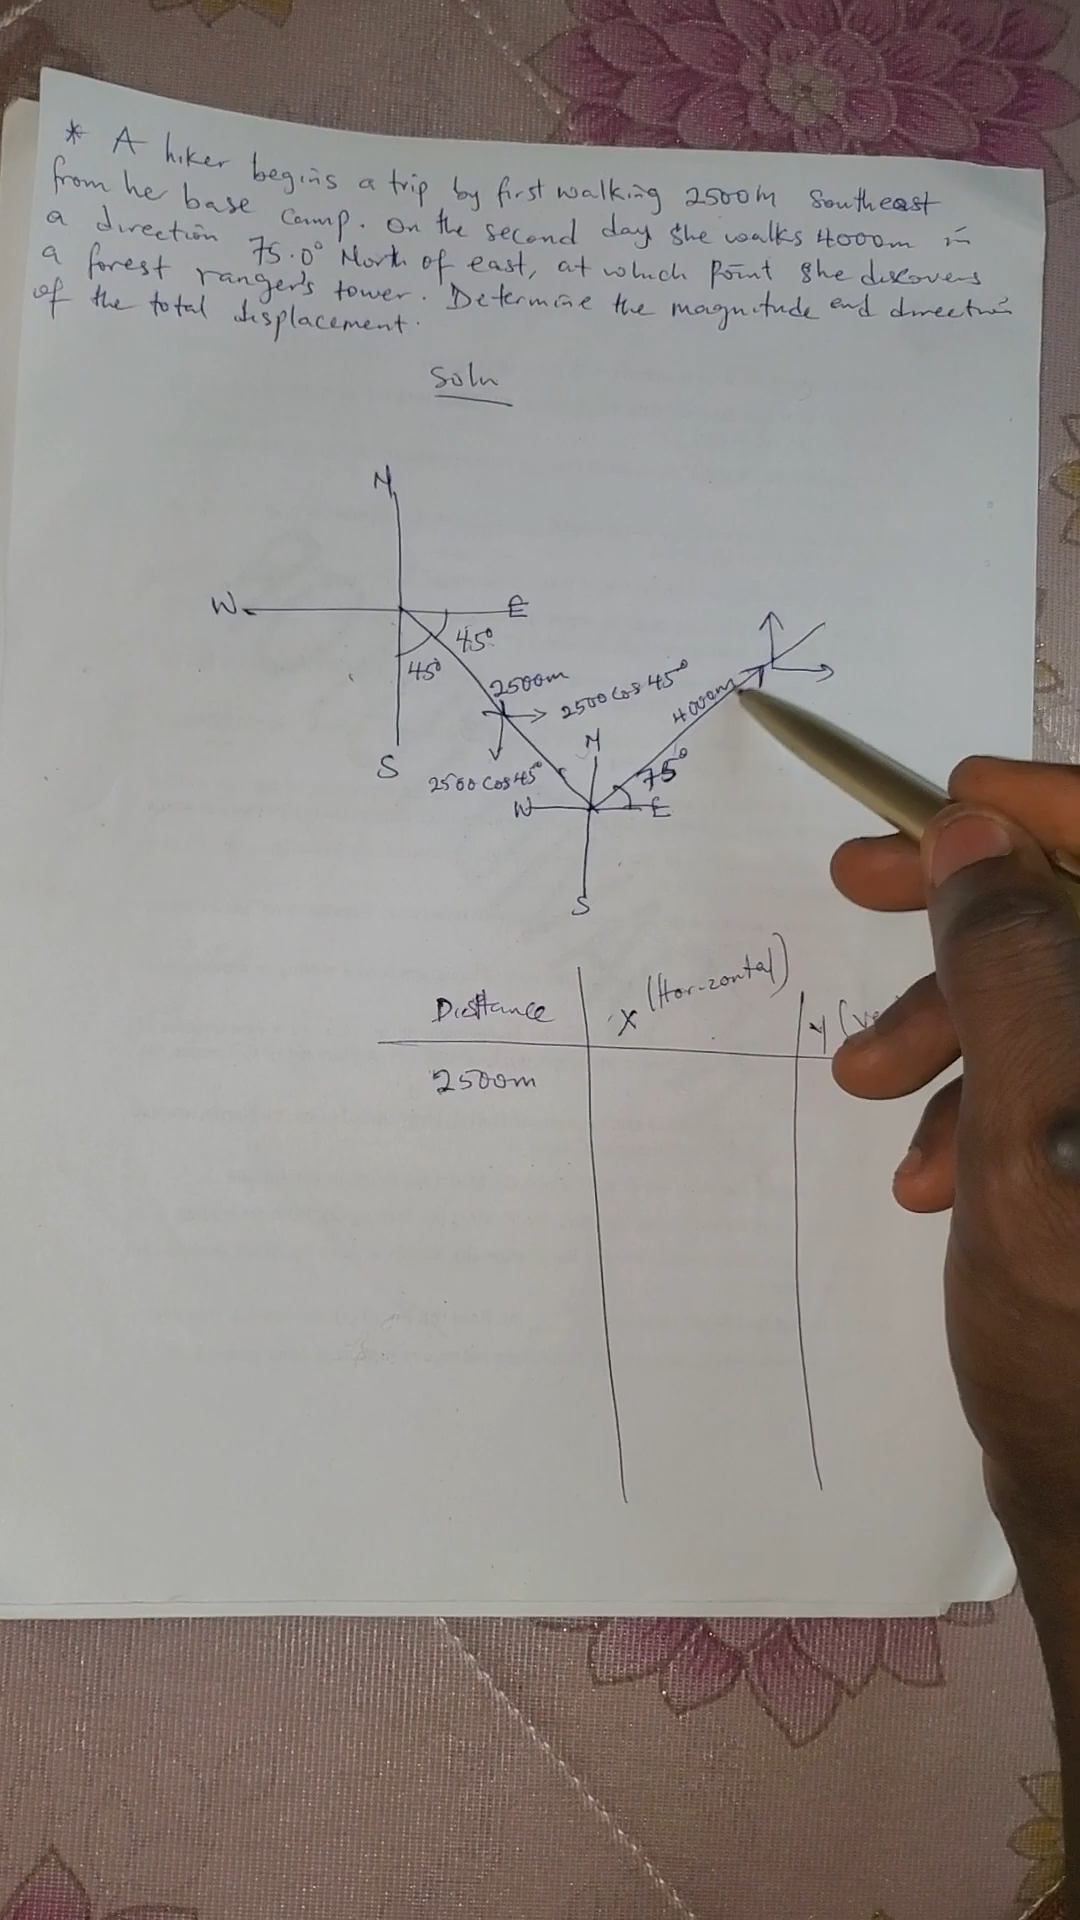 * A hiker begins a trip by first walking 2500m Southeast
from he base Camp. On the second day she walks 4000m in
a direction 75.0° North of east, at which point she discovers
a forest ranger's tower. Determine the magnitude and direction
of the total displacement.
Soln
N
W
E
45°
45°
2500m
2500 Cos 45°
4000m
S
N
2500 Cos 45°
75°
W
E
S
Distance
X (Horizontal)
Y
2500m